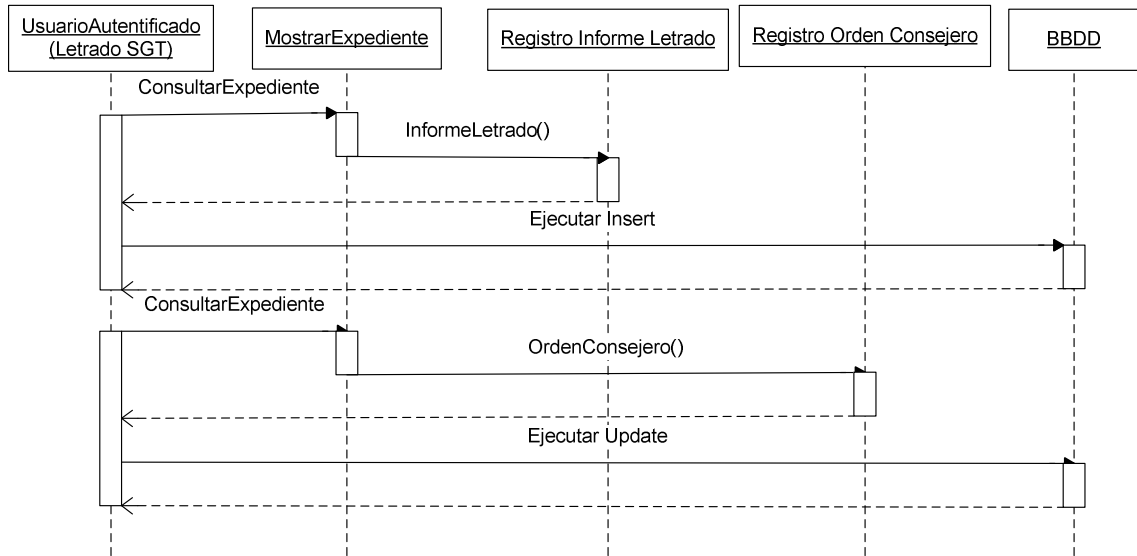 UsuarioAutentificado
(Letrado SGT)
MostrarExpediente
Registro Informe Letrado
Registro Orden Consejero
BBDD
ConsultarExpediente
InformeLetrado()
Ejecutar Insert
ConsultarExpediente
OrdenConsejero()
Ejecutar Update